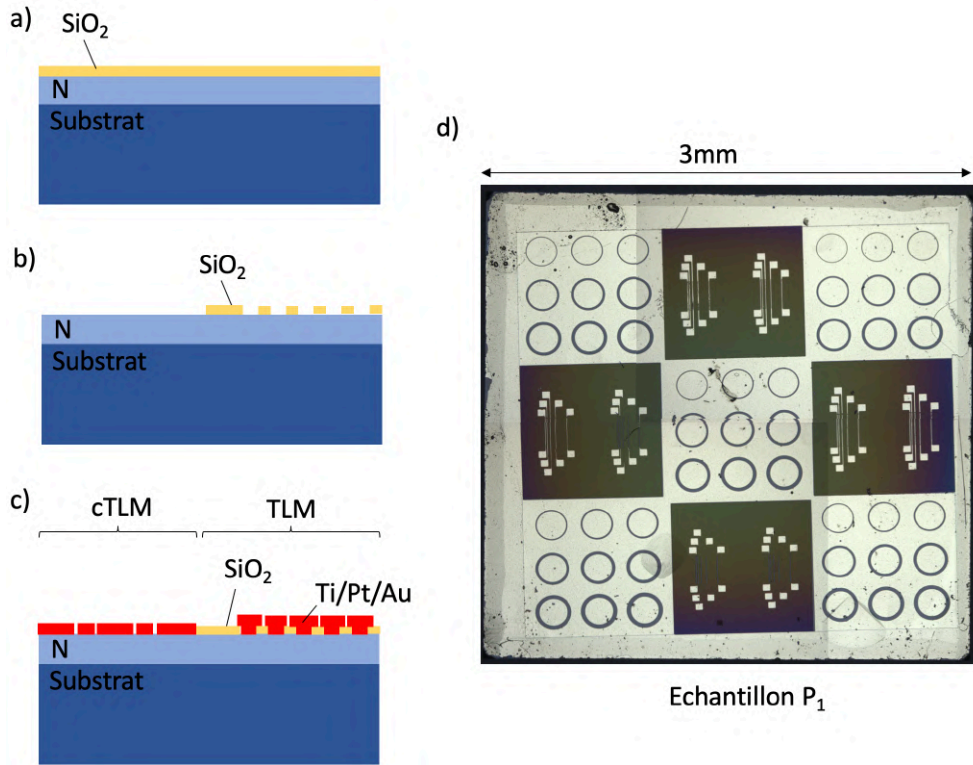 a)
SiO₂
N
Substrat
b)
SiO₂
N
Substrat
c)
cTLM
TLM
SiO₂
Ti/Pt/Au
N
Substrat
d)
3mm
Echantillon P₁